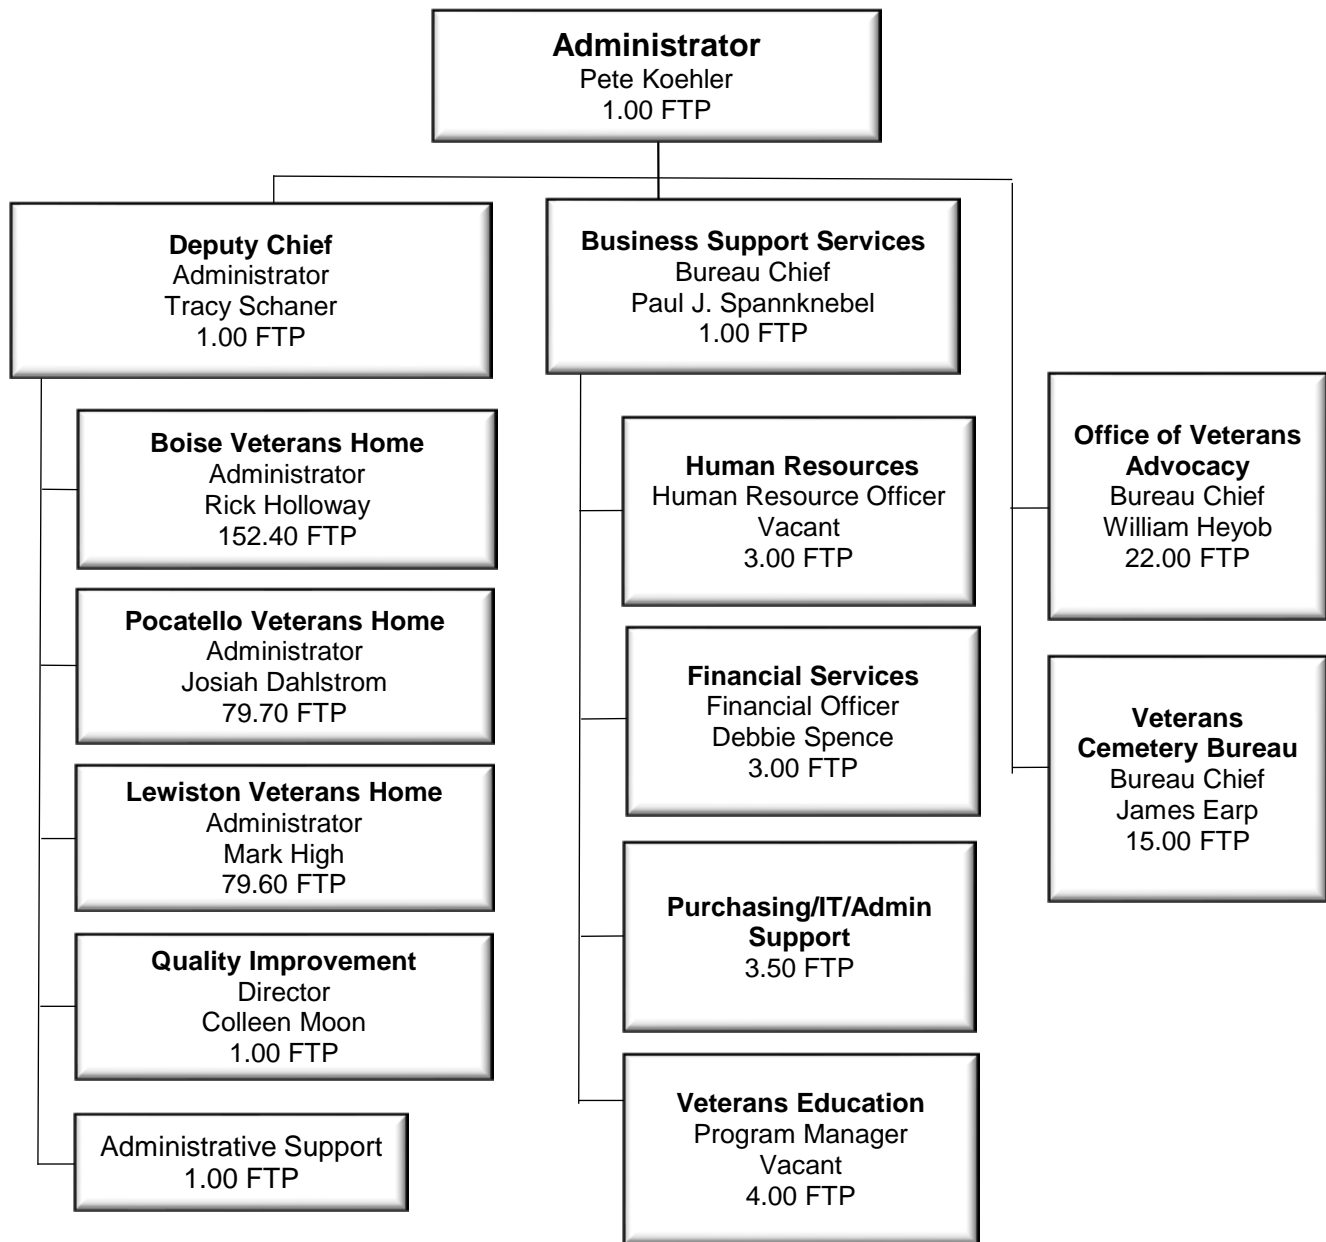 Administrator
Pete Koehler
1.00 FTP
Deputy Chief
Administrator
Tracy Schaner
1.00 FTP
Boise Veterans Home
Administrator
Rick Holloway
152.40 FTP
Pocatello Veterans Home
Administrator
Josiah Dahlstrom
79.70 FTP
Lewiston Veterans Home
Administrator
Mark High
79.60 FTP
Quality Improvement
Director
Colleen Moon
1.00 FTP
Administrative Support
1.00 FTP
Business Support Services
Bureau Chief
Paul J. Spannknebel
1.00 FTP
Human Resources
Human Resource Officer
Vacant
3.00 FTP
Financial Services
Financial Officer
Debbie Spence
3.00 FTP
Purchasing/IT/Admin
Support
3.50 FTP
Veterans Education
Program Manager
Vacant
4.00 FTP
Office of Veterans
Advocacy
Bureau Chief
William Heyob
22.00 FTP
Veterans
Cemetery Bureau
Bureau Chief
James Earp
15.00 FTP